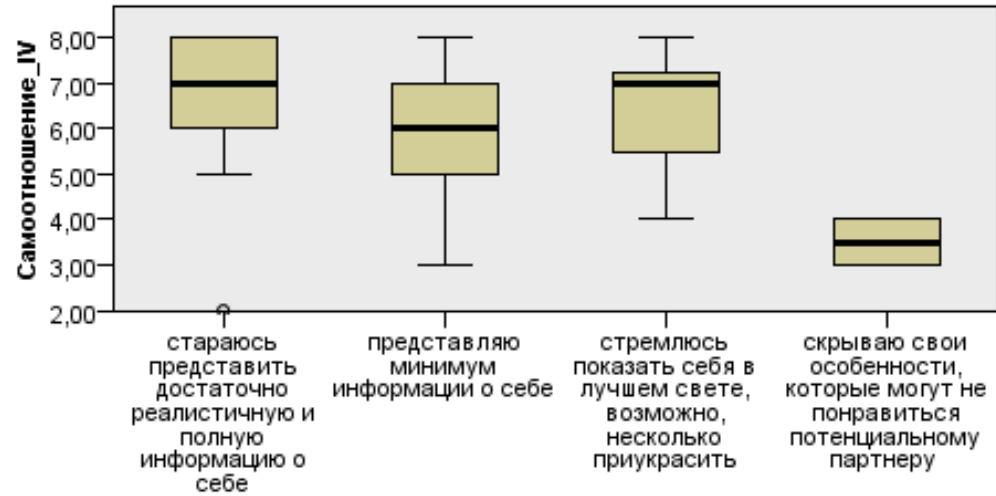 Самоотношение_IV
8,00
7,00
6,00
5,00
4,00
3,00
2,00
стараюсь
представить
достаточно
реалистичную и
полную
информацию о
себе
представляю
минимум
информации о себе
стремлюсь
показать себя в
лучшем свете,
возможно,
несколько
приукрасить
скрываю свои
особенности,
которые могут не
понравиться
потенциальному
партнеру